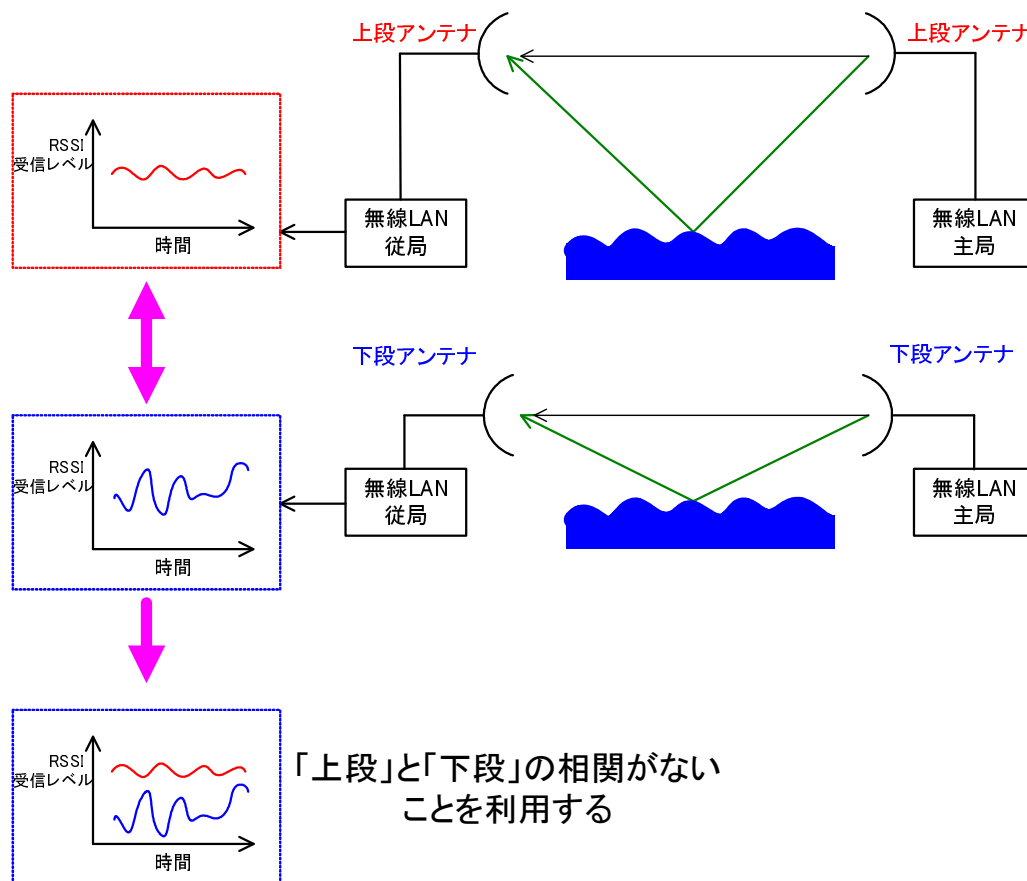 上段アンテナ
上段アンテナ
RSSI
受信レベル
時間
無線LAN
従局
無線LAN
主局
下段アンテナ
下段アンテナ
RSSI
受信レベル
時間
無線LAN
従局
無線LAN
主局
RSSI
受信レベル
時間
「上段」と「下段」の相関がない
ことを利用する